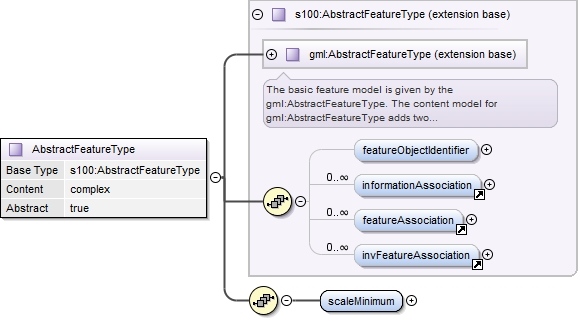 s100:AbstractFeatureType (extension base)
gml:AbstractFeatureType (extension base)
The basic feature model is given by the
gml:AbstractFeatureType. The content model for
gml:AbstractFeatureType adds two...
AbstractFeatureType
Base Type s100:AbstractFeatureType
Content complex
Abstract true
featureObjectIdentifier
0..∞ informationAssociation
0..∞ featureAssociation
0..∞ invFeatureAssociation
scaleMinimum